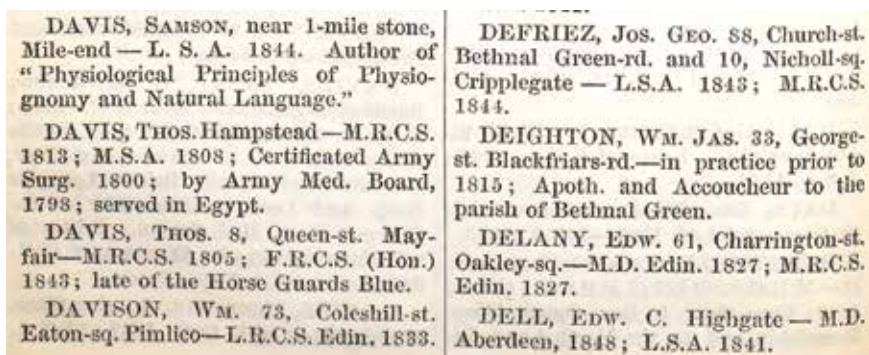 DAVIS, SAMSON, near 1-mile stone,
Mile-end — L. S. A. 1844. Author of
“Physiological Principles of Physio-
gnomy and Natural Language.”
DAVIS, THOS. Hampstead—M.R.C.S.
1813; M.S.A. 1808; Certificated Army
Surg. 1800; by Army Med. Board,
1798; served in Egypt.
DAVIS, THOS. 8, Queen-st. May-
fair—M.R.C.S. 1805; F.R.C.S. (Hon.)
1843; late of the Horse Guards Blue.
DAVISON, WM. 73, Coleshill-st.
Eaton-sq. Pimlico—L.R.C.S. Edin. 1833.
DEFRIEZ, JOS. GEO. 88, Church-st.
Bethnal Green-rd. and 10, Nicholl-sq.
Cripplegate — L.S.A. 1843; M.R.C.S.
1844.
DEIGHTON, WM. JAS. 33, George-
st. Blackfriars-rd.—in practice prior to
1815; Apoth. and Accoucheur to the
parish of Bethnal Green.
DELANY, EDW. 61, Charrington-st.
Oakley-sq.—M.D. Edin. 1827; M.R.C.S.
Edin. 1827.
DELL, EDW. C. Highgate — M.D.
Aberdeen, 1848; L.S.A. 1841.